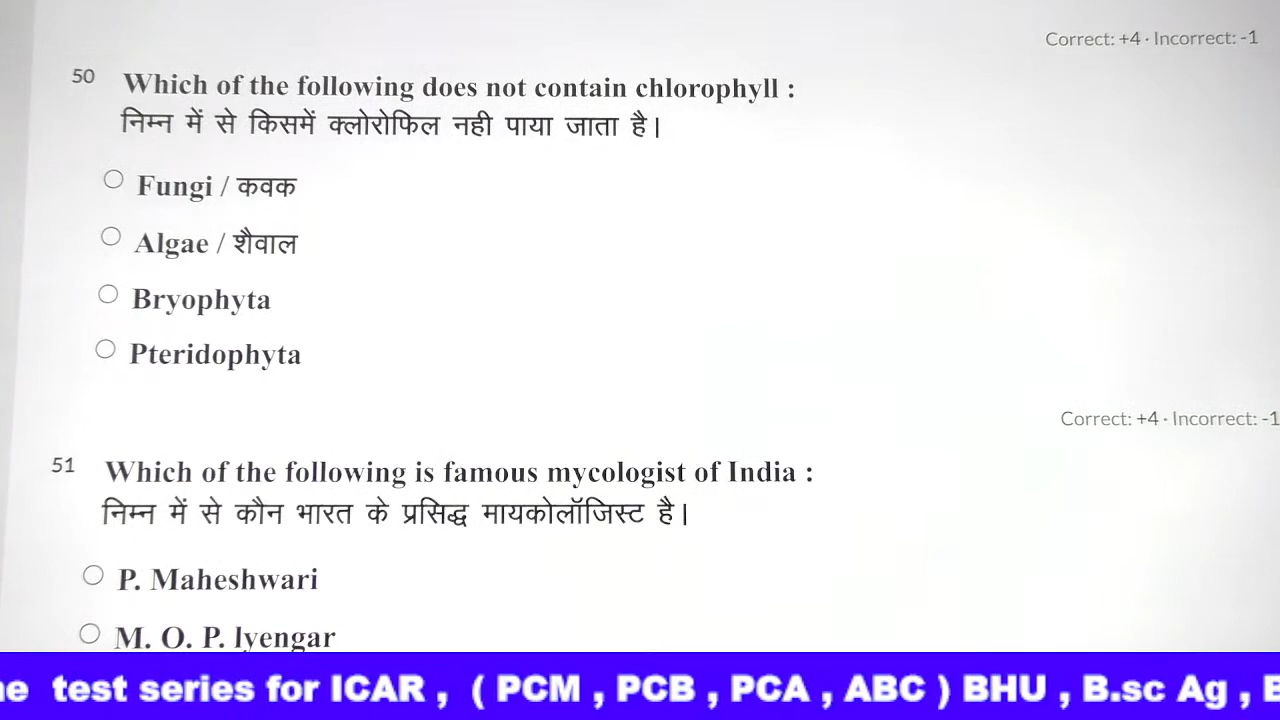 Correct: +4 · Incorrect: -1
50 Which of the following does not contain chlorophyll :
निम्न में से किसमें क्लोरोफिल नही पाया जाता है।
Fungi / कवक
Algae / शैवाल
Bryophyta
Pteridophyta
Correct: +4 · Incorrect: -1
51 Which of the following is famous mycologist of India :
निम्न में से कौन भारत के प्रसिद्ध मायकोलॉजिस्ट है।
P. Maheshwari
M. O. P. Iyengar
test series for ICAR , ( PCM , PCB , PCA , ABC ) BHU , B.sc Ag ,